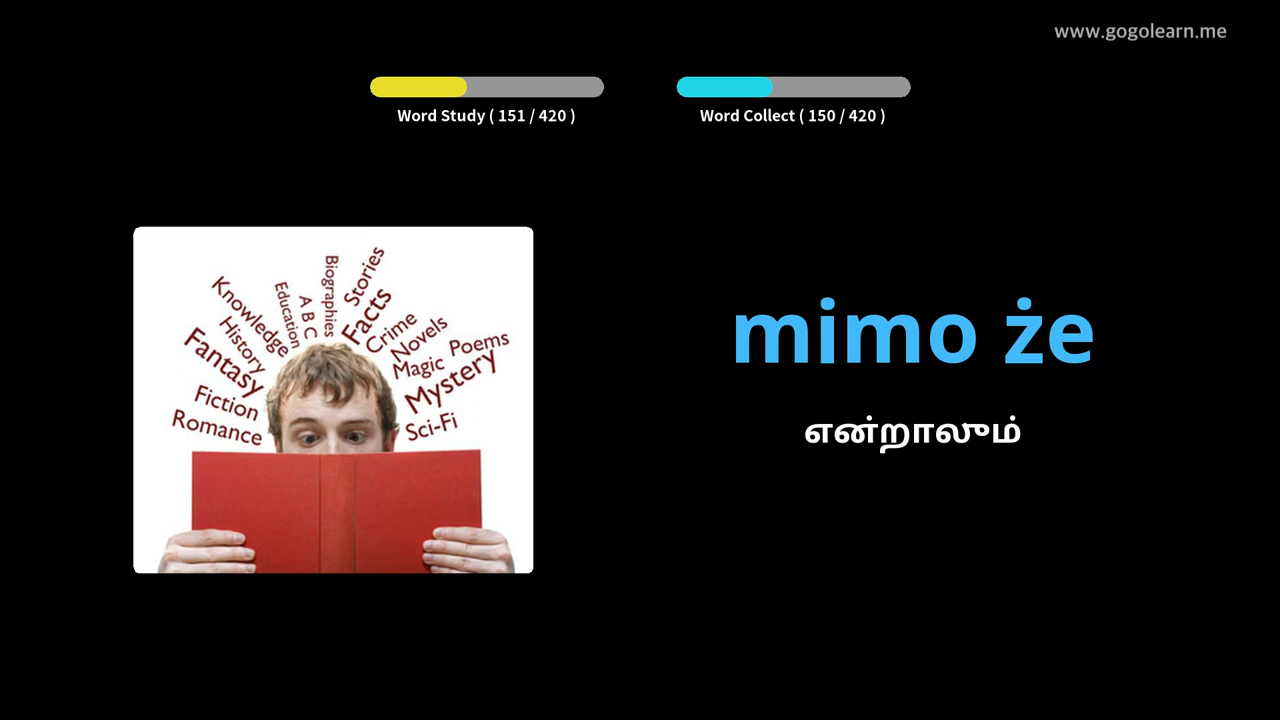 www.gogolearn.me
Word Study ( 151 / 420 )
Word Collect ( 150 / 420 )
mimo że
என்றாலும்
Knowledge
History
Fantasy
Fiction
Romance
Education
A B C
Biographies
Stories
Facts
Crime
Novels
Magic
Poems
Mystery
Sci-Fi